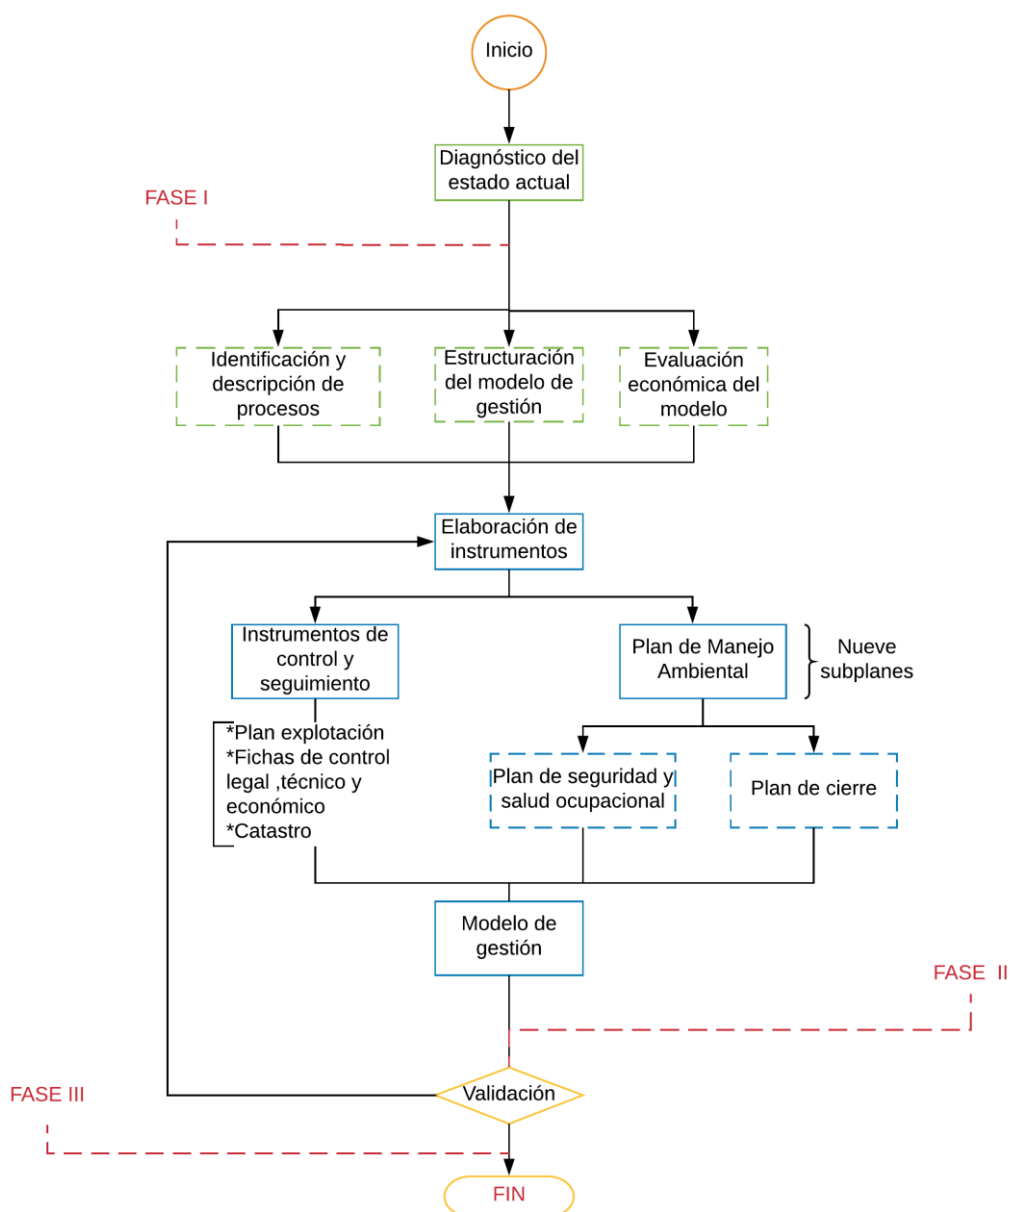 Inicio
Diagnóstico del
estado actual
FASE I
Identificación y
descripción de
procesos
Estructuración
del modelo de
gestión
Evaluación
económica del
modelo
Elaboración de
instrumentos
Instrumentos de
control y
seguimiento
Plan de Manejo
Ambiental
Nueve
subplanes
*Plan explotación
*Fichas de control
legal ,técnico y
económico
*Catastro
Plan de seguridad y
salud ocupacional
Plan de cierre
Modelo de
gestión
FASE II
Validación
FASE III
FIN